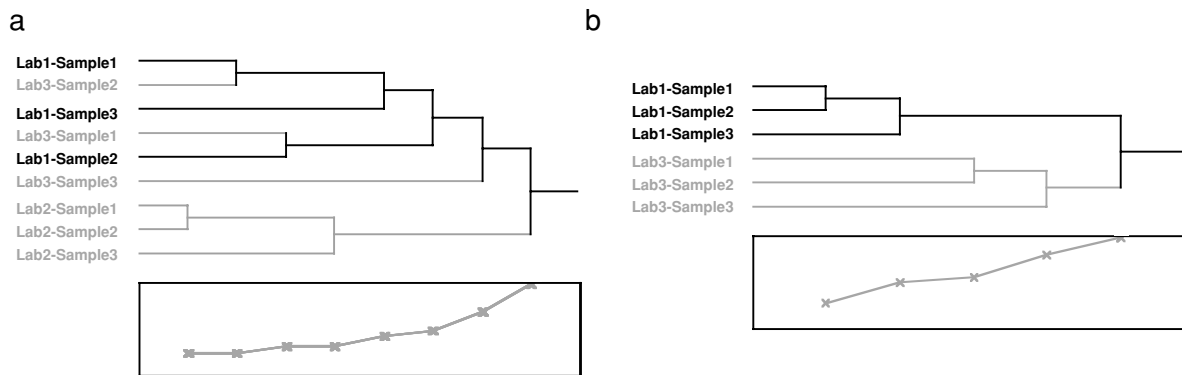 a
Lab1-Sample1
Lab3-Sample2
Lab1-Sample3
Lab3-Sample1
Lab1-Sample2
Lab3-Sample3
Lab2-Sample1
Lab2-Sample2
Lab2-Sample3
b
Lab1-Sample1
Lab1-Sample2
Lab1-Sample3
Lab3-Sample1
Lab3-Sample2
Lab3-Sample3